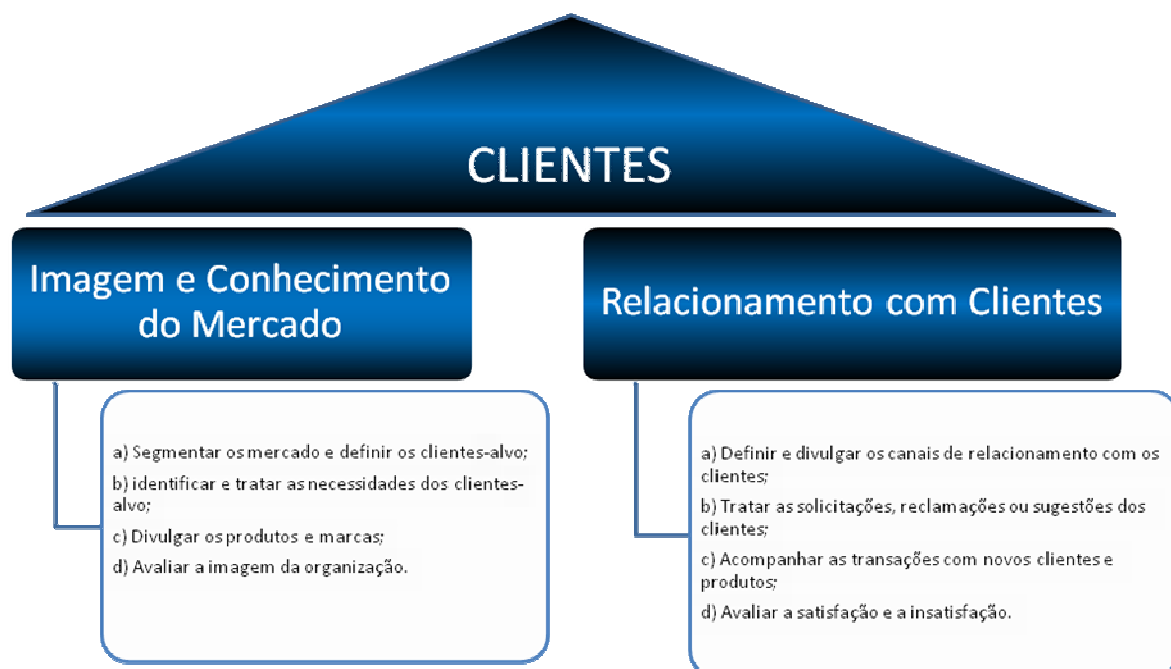 CLIENTES
Imagem e Conhecimento
do Mercado
a) Segmentar os mercado e definir os clientes-alvo;
b) identificar e tratar as necessidades dos clientes-
alvo;
c) Divulgar os produtos e marcas;
d) Avaliar a imagem da organização.
Relacionamento com Clientes
a) Definir e divulgar os canais de relacionamento com os
clientes;
b) Tratar as solicitações, reclamações ou sugestões dos
clientes;
c) Acompanhar as transações com novos clientes e
produtos;
d) Avaliar a satisfação e a insatisfação.